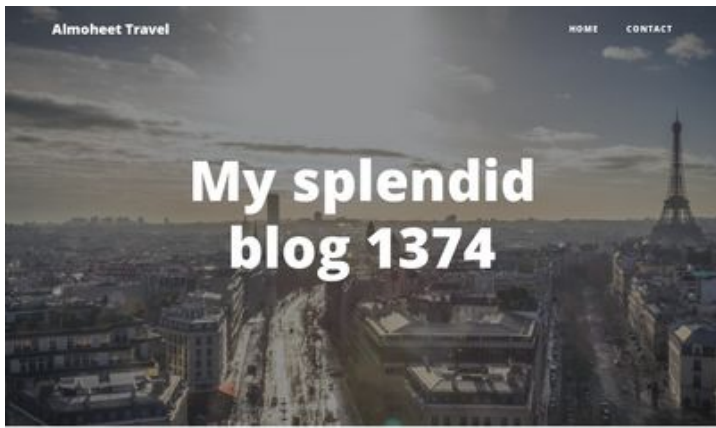 Almoheet Travel
HOME
CONTACT
My splendid
blog 1374